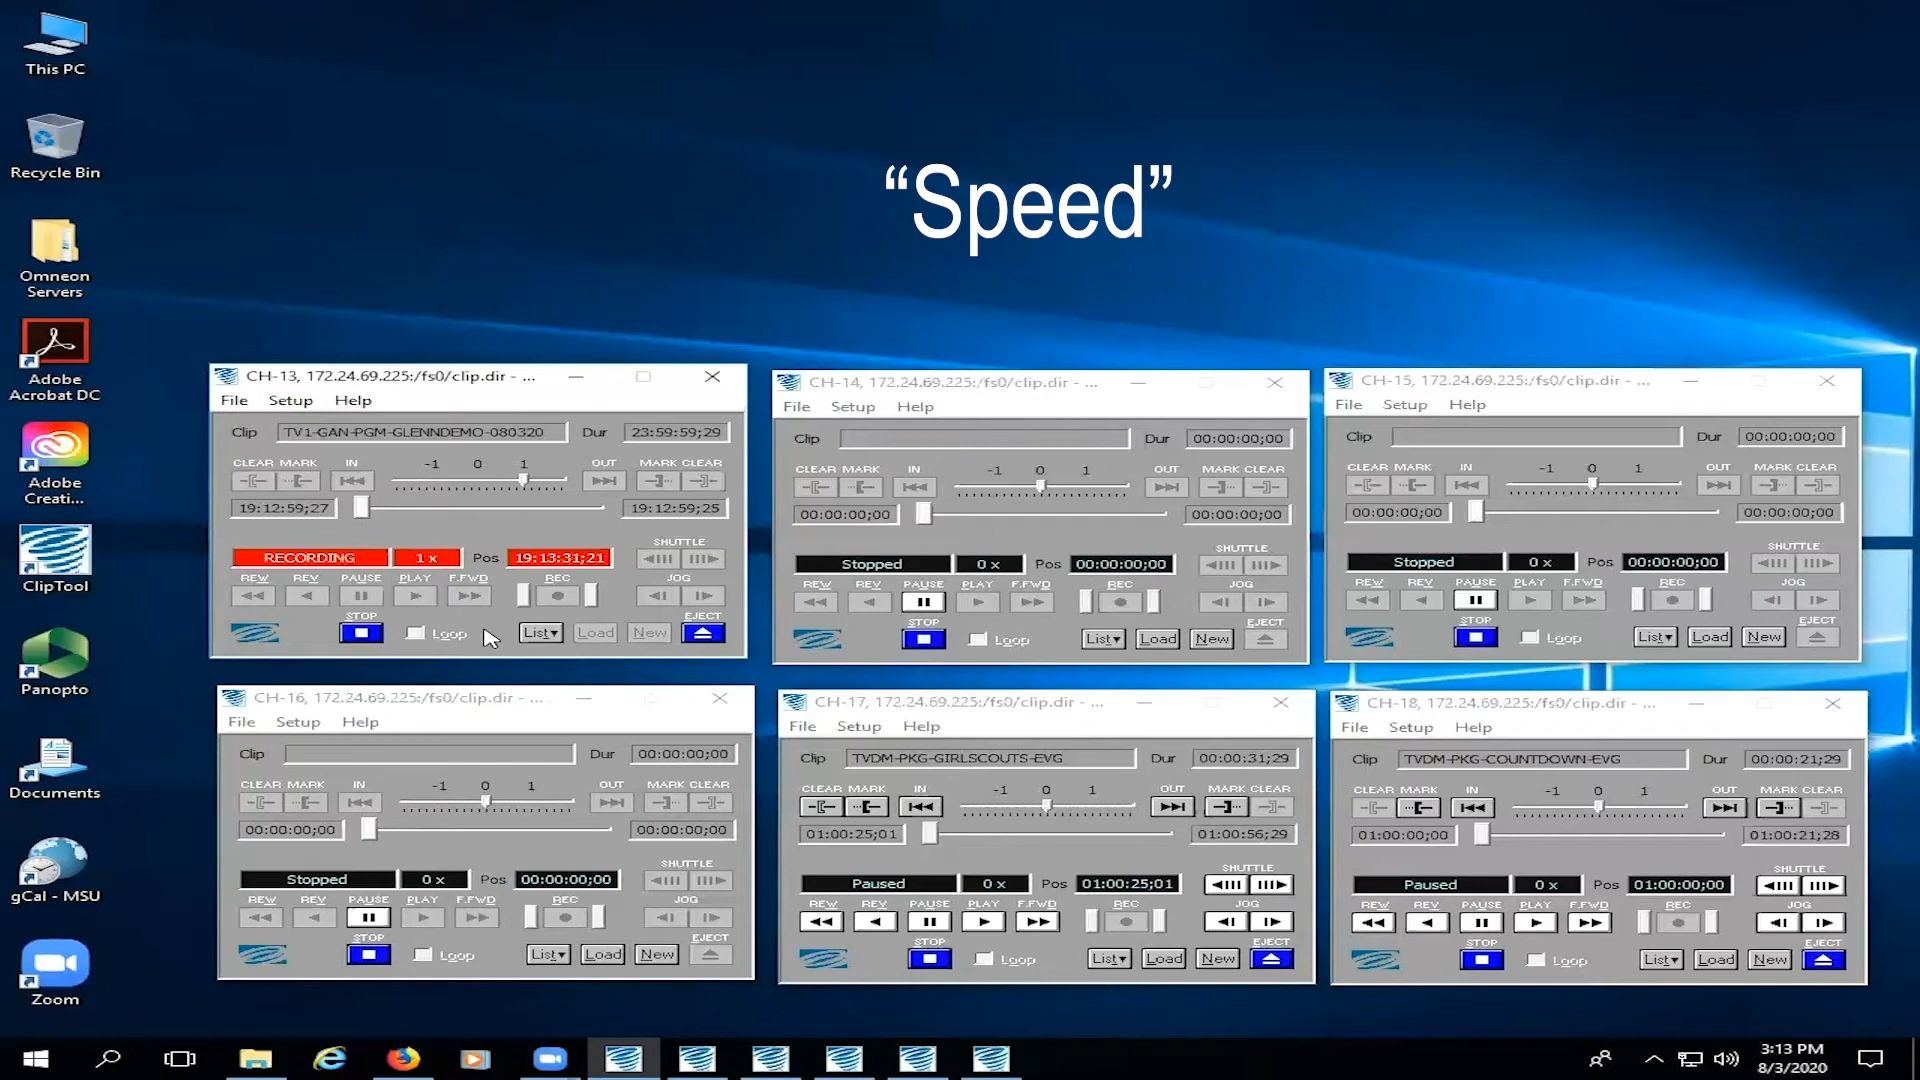 This PC
Recycle Bin
Omneon
Servers
Adobe
Acrobat DC
Adobe
Creati...
ClipTool
Panopto
Documents
gCal - MSU
Zoom
“Speed”
CH-13, 172.24.69.225:/fs0/clip.dir - ...
File Setup Help
Clip TV1-GAN-PGM-GLENNDEMO-080320 Dur 23:59:59;29
CLEAR MARK IN -1 0 1 OUT MARK CLEAR
19:12:59;27 19:12:59;25
SHUTTLE
RECORDING 1 x Pos 19:13:31;21
REW REV PAUSE PLAY F.FWD REC JOG
STOP EJECT
Loop List Load New
CH-14, 172.24.69.225:/fs0/clip.dir - ...
File Setup Help
Clip Dur 00:00:00;00
CLEAR MARK IN -1 0 1 OUT MARK CLEAR
00:00:00;00 00:00:00;00
SHUTTLE
Stopped 0 x Pos 00:00:00;00
REW REV PAUSE PLAY F.FWD REC JOG
STOP EJECT
Loop List Load New
CH-15, 172.24.69.225:/fs0/clip.dir - ...
File Setup Help
Clip Dur 00:00:00;00
CLEAR MARK IN -1 0 1 OUT MARK CLEAR
00:00:00;00 00:00:00;00
SHUTTLE
Stopped 0 x Pos 00:00:00;00
REW REV PAUSE PLAY F.FWD REC JOG
STOP EJECT
Loop List Load New
CH-16, 172.24.69.225:/fs0/clip.dir - ...
File Setup Help
Clip Dur 00:00:00;00
CLEAR MARK IN -1 0 1 OUT MARK CLEAR
00:00:00;00 00:00:00;00
SHUTTLE
Stopped 0 x Pos 00:00:00;00
REW REV PAUSE PLAY F.FWD REC JOG
STOP EJECT
Loop List Load New
CH-17, 172.24.69.225:/fs0/clip.dir - ...
File Setup Help
Clip TVDM-PKG-GIRLSCOUTS-EVG Dur 00:00:31;29
CLEAR MARK IN -1 0 1 OUT MARK CLEAR
01:00:25;01 01:00:56;29
SHUTTLE
Paused 0 x Pos 01:00:25;01
REW REV PAUSE PLAY F.FWD REC JOG
STOP EJECT
Loop List Load New
CH-18, 172.24.69.225:/fs0/clip.dir - ...
File Setup Help
Clip TVDM-PKG-COUNTDOWN-EVG Dur 00:00:21;29
CLEAR MARK IN -1 0 1 OUT MARK CLEAR
01:00:00;00 01:00:21;28
SHUTTLE
Paused 0 x Pos 01:00:00;00
REW REV PAUSE PLAY F.FWD REC JOG
STOP EJECT
Loop List Load New
3:13 PM
8/3/2020